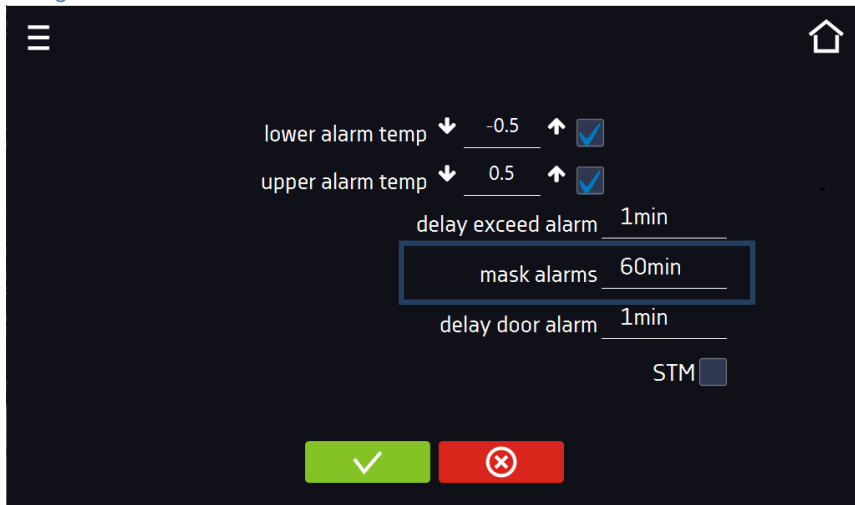 lower alarm temp -0.5
upper alarm temp 0.5
delay exceed alarm 1min
mask alarms 60min
delay door alarm 1min
STM